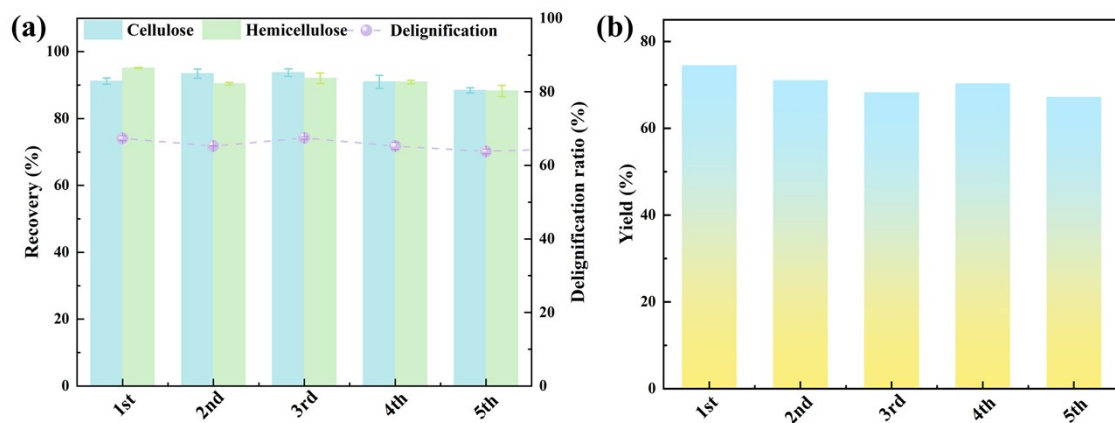 (a)
Cellulose
Hemicellulose
Delignification
Recovery (%)
100
80
60
40
20
0
Delignification ratio (%)
100
80
60
40
20
0
1st
2nd
3rd
4th
5th
(b)
Yield (%)
80
60
40
20
0
1st
2nd
3rd
4th
5th